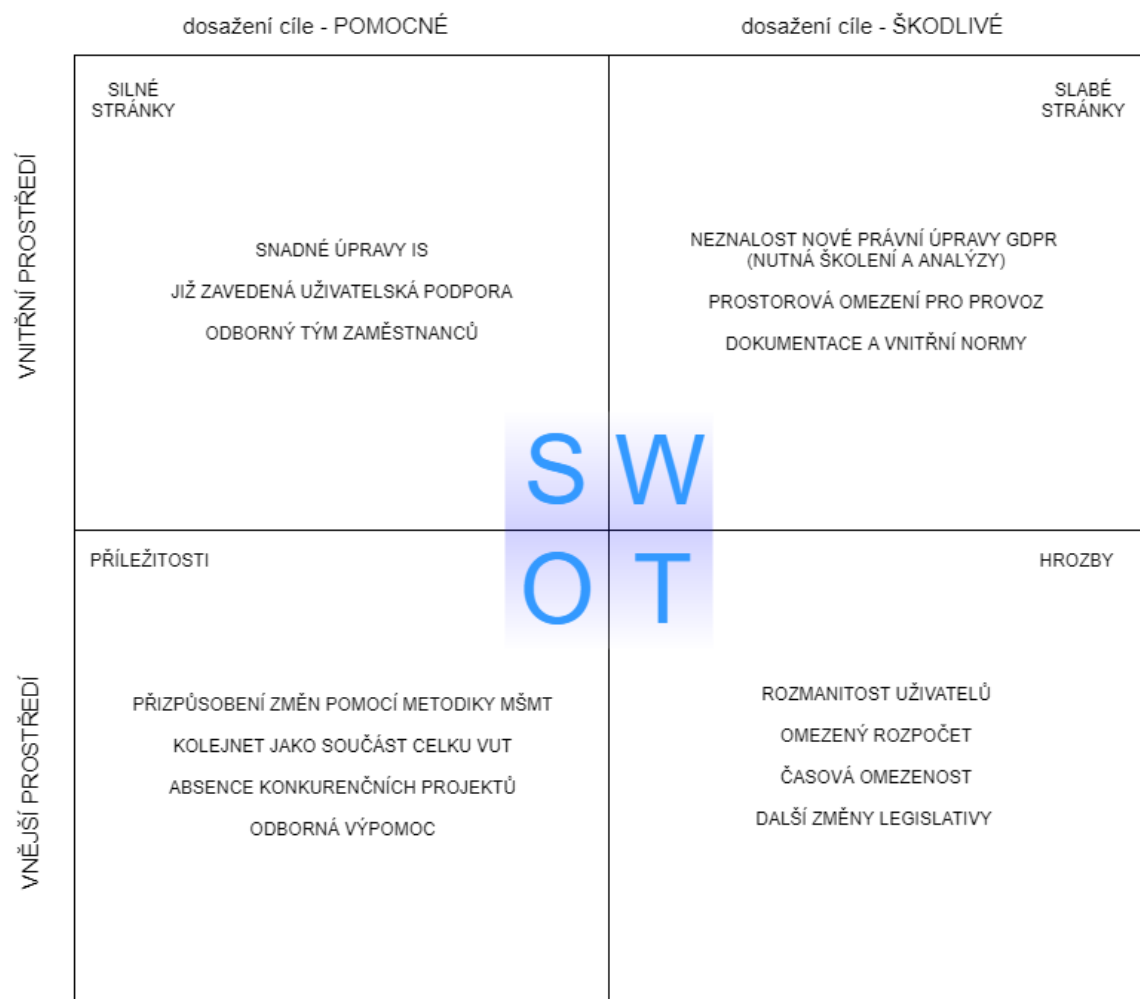 dosažení cíle - POMOCNÉ
dosažení cíle - ŠKODLIVÉ
VNITŘNÍ PROSTŘEDÍ
SILNÉ
STRÁNKY
SNADNÉ ÚPRAVY IS
JIŽ ZAVEDENÁ UŽIVATELSKÁ PODPORA
ODBORNÝ TÝM ZAMĚSTNANCŮ
SLABÉ
STRÁNKY
NEZNALOST NOVÉ PRÁVNÍ ÚPRAVY GDPR
(NUTNÁ ŠKOLENÍ A ANALÝZY)
PROSTOROVÁ OMEZENÍ PRO PROVOZ
DOKUMENTACE A VNITŘNÍ NORMY
S W
O T
VNĚJŠÍ PROSTŘEDÍ
PŘÍLEŽITOSTI
PŘIZPŮSOBENÍ ZMĚN POMOCÍ METODIKY MŠMT
KOLEJNET JAKO SOUČÁST CELKU VUT
ABSENCE KONKURENČNÍCH PROJEKTŮ
ODBORNÁ VÝPOMOC
HROZBY
ROZMANITOST UŽIVATELŮ
OMEZENÝ ROZPOČET
ČASOVÁ OMEZENOST
DALŠÍ ZMĚNY LEGISLATIVY